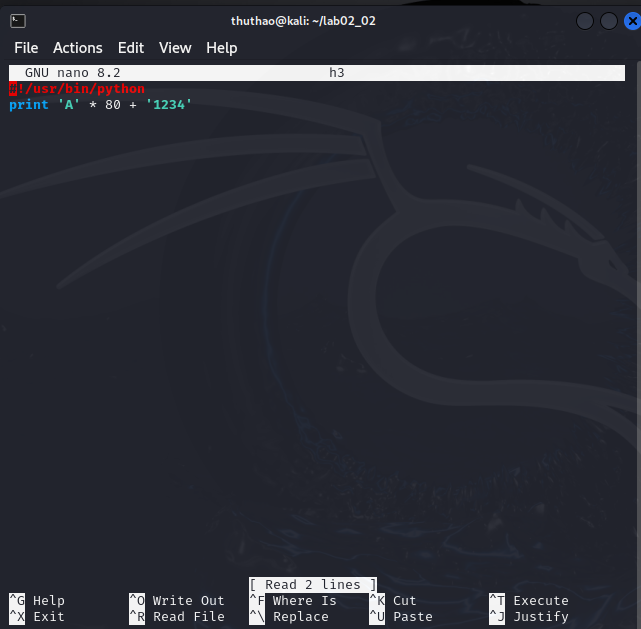 thuthao@kali: ~/lab02_02
File Actions Edit View Help
GNU nano 8.2 h3
#!/usr/bin/python
print 'A' * 80 + '1234'
[ Read 2 lines ]
^G Help ^O Write Out ^F Where Is ^K Cut ^T Execute
^X Exit ^R Read File ^\ Replace ^U Paste ^J Justify